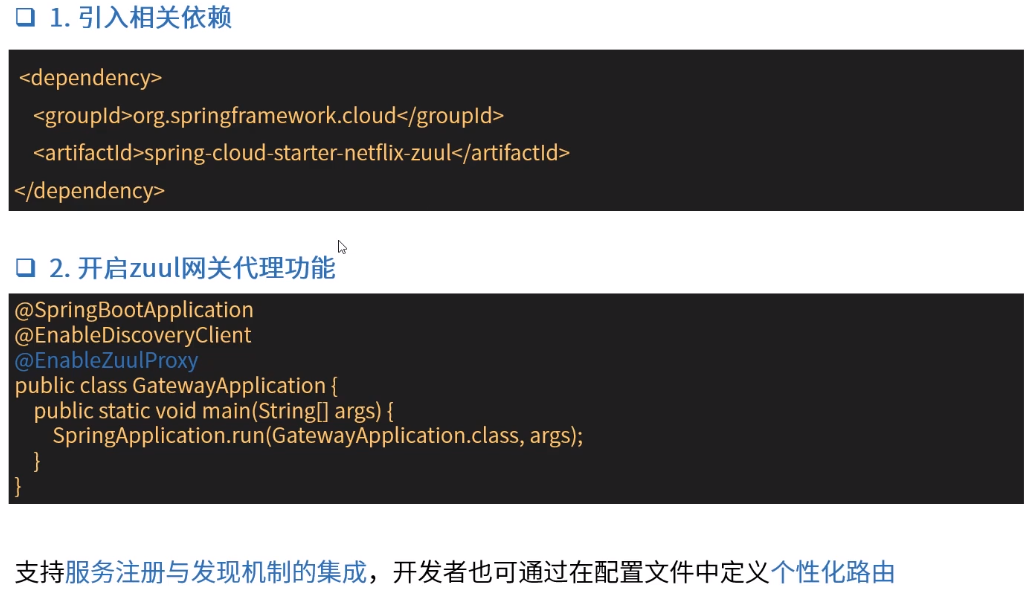 ❑ 1. 引入相关依赖
<dependency>
<groupId>org.springframework.cloud</groupId>
<artifactId>spring-cloud-starter-netflix-zuul</artifactId>
</dependency>
❑ 2. 开启zuul网关代理功能
@SpringBootApplication
@EnableDiscoveryClient
@EnableZuulProxy
public class GatewayApplication {
public static void main(String[] args) {
SpringApplication.run(GatewayApplication.class, args);
}
}
支持服务注册与发现机制的集成，开发者也可通过在配置文件中定义个性化路由